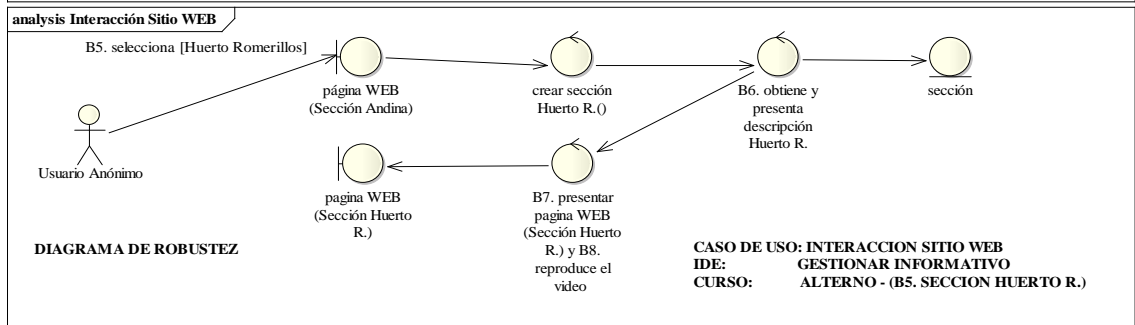 analysis Interacción Sitio WEB
B5. selecciona [Huerto Romerillos]
página WEB
(Sección Andina)
crear sección
Huerto R.()
B6. obtiene y
presenta
descripción
Huerto R.
sección
Usuario Anónimo
pagina WEB
(Sección Huerto
R.)
B7. presentar
pagina WEB
(Sección Huerto
R.) y B8.
reproduce el
video
DIAGRAMA DE ROBUSTEZ
CASO DE USO: INTERACCION SITIO WEB
IDE: GESTIONAR INFORMATIVO
CURSO: ALTERNO - (B5. SECCION HUERTO R.)